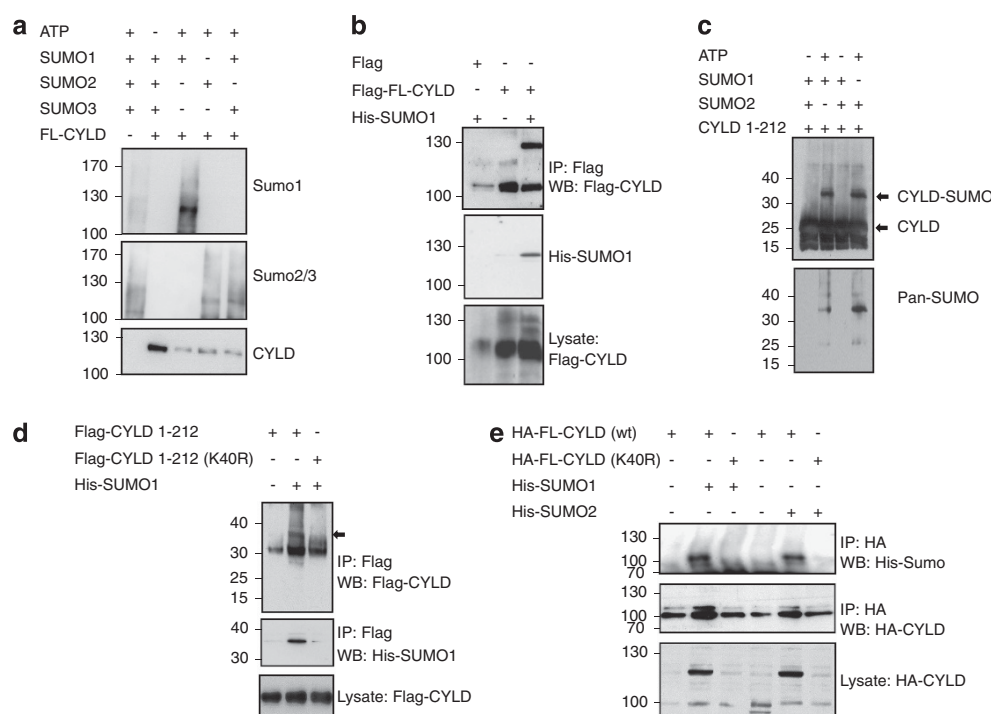 a
ATP + - + + +
SUMO1 + + + - +
SUMO2 + + - + -
SUMO3 + + - - +
FL-CYLD - + + + +
170
130
100
Sumo1
170
130
100
Sumo2/3
130
100
CYLD
b
Flag + - -
Flag-FL-CYLD - + +
His-SUMO1 + - +
130
100
IP: Flag
WB: Flag-CYLD
130
100
His-SUMO1
130
100
Lysate:
Flag-CYLD
c
ATP - + - +
SUMO1 + + - -
SUMO2 + - + +
CYLD 1-212 + + + +
40
30
25
15
CYLD-SUMO
CYLD
40
30
25
15
Pan-SUMO
d
Flag-CYLD 1-212 + + -
Flag-CYLD 1-212 (K40R) - - +
His-SUMO1 - + +
40
30
25
15
IP: Flag
WB: Flag-CYLD
40
30
IP: Flag
WB: His-SUMO1
Lysate: Flag-CYLD
e
HA-FL-CYLD (wt) + + - + + -
HA-FL-CYLD (K40R) - - + - - +
His-SUMO1 - + + - - -
His-SUMO2 - - - - + +
130
100
70
IP: HA
WB: His-Sumo
130
100
70
IP: HA
WB: HA-CYLD
130
100
Lysate: HA-CYLD